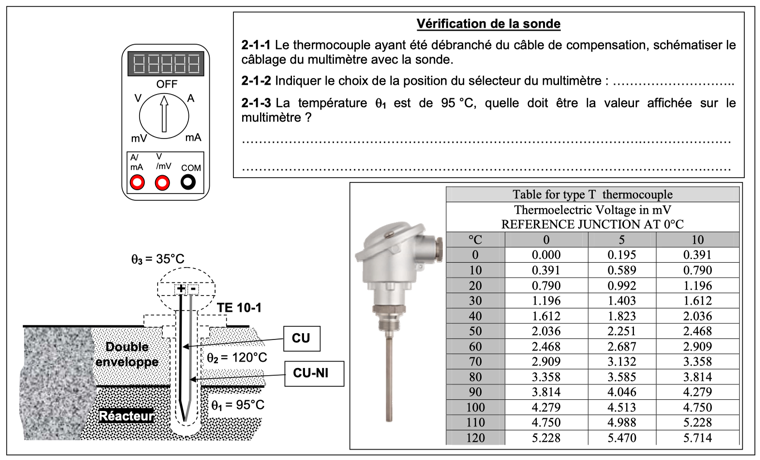 Vérification de la sonde
2-1-1 Le thermocouple ayant été débranché du câble de compensation, schématiser le
câblage du multimètre avec la sonde.
2-1-2 Indiquer le choix de la position du sélecteur du multimètre : ………………………..
2-1-3 La température θ₁ est de 95 °C, quelle doit être la valeur affichée sur le
multimètre ?
……………………………………………………………………………………………
……………………………………………………………………………………………
88888
OFF
V A
mV mA
A/ mA V /mV COM
θ₃ = 35°C
+ -
TE 10-1
CU
Double
enveloppe
θ₂ = 120°C
CU-NI
Réacteur
θ₁ = 95°C
Table for type T thermocouple
Thermoelectric Voltage in mV
REFERENCE JUNCTION AT 0°C
°C 0 5 10
0 0.000 0.195 0.391
10 0.391 0.589 0.790
20 0.790 0.992 1.196
30 1.196 1.403 1.612
40 1.612 1.823 2.036
50 2.036 2.251 2.468
60 2.468 2.687 2.909
70 2.909 3.132 3.358
80 3.358 3.585 3.814
90 3.814 4.046 4.279
100 4.279 4.513 4.750
110 4.750 4.988 5.228
120 5.228 5.470 5.714